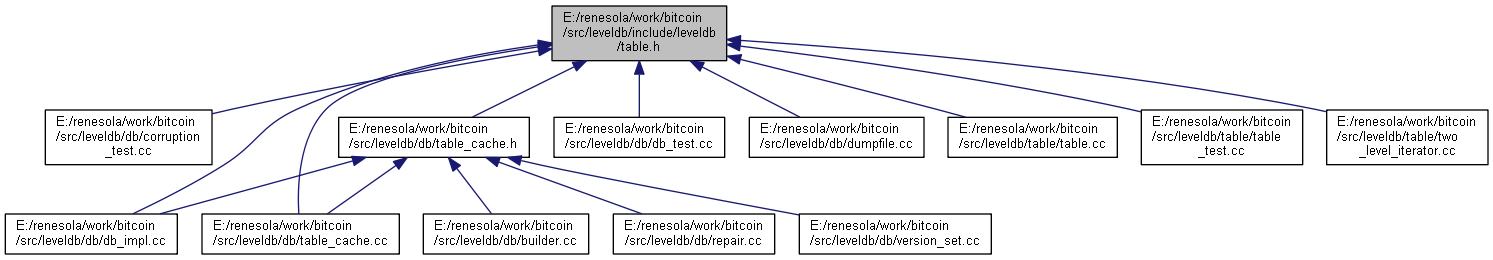 E:/renesola/work/bitcoin
/src/leveldb/include/leveldb
/table.h
E:/renesola/work/bitcoin
/src/leveldb/db/corruption
_test.cc
E:/renesola/work/bitcoin
/src/leveldb/db/table_cache.h
E:/renesola/work/bitcoin
/src/leveldb/db/db_test.cc
E:/renesola/work/bitcoin
/src/leveldb/db/dumpfile.cc
E:/renesola/work/bitcoin
/src/leveldb/table/table.cc
E:/renesola/work/bitcoin
/src/leveldb/table/table
_test.cc
E:/renesola/work/bitcoin
/src/leveldb/table/two
_level_iterator.cc
E:/renesola/work/bitcoin
/src/leveldb/db/db_impl.cc
E:/renesola/work/bitcoin
/src/leveldb/db/table_cache.cc
E:/renesola/work/bitcoin
/src/leveldb/db/builder.cc
E:/renesola/work/bitcoin
/src/leveldb/db/repair.cc
E:/renesola/work/bitcoin
/src/leveldb/db/version_set.cc